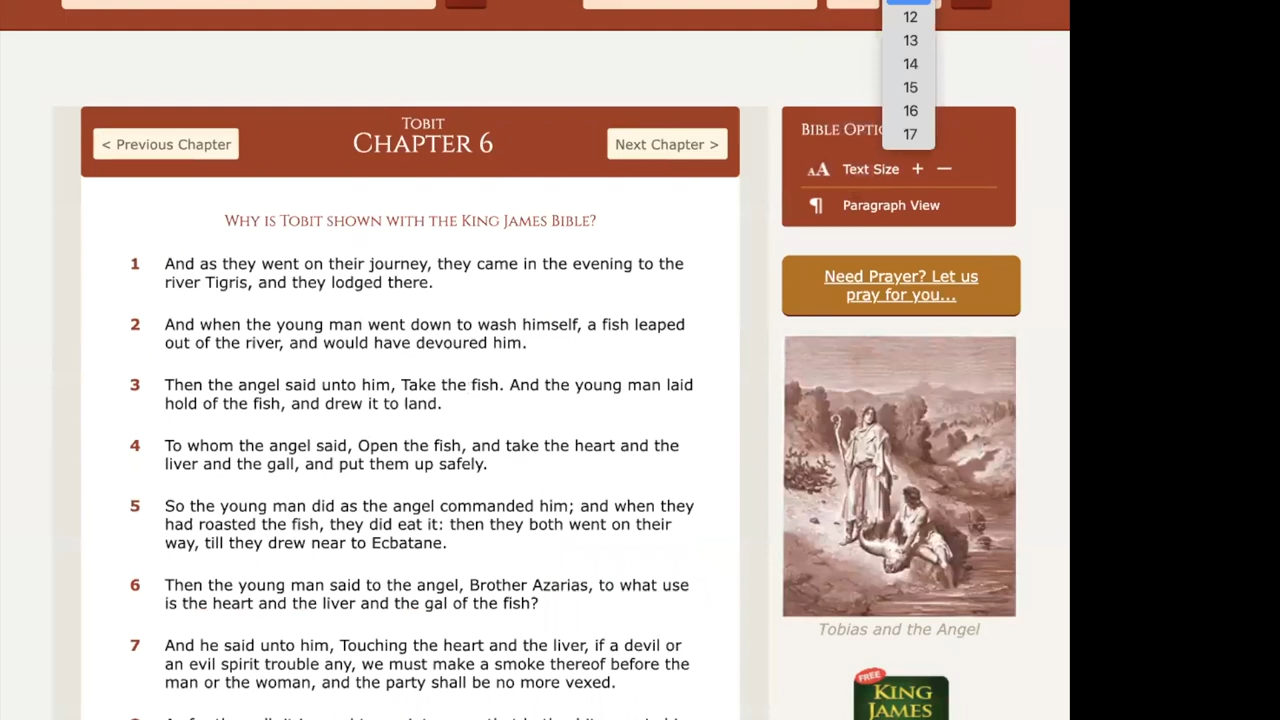 12
13
14
15
16
17
TOBIT
CHAPTER 6
< Previous Chapter
Next Chapter >
WHY IS TOBIT SHOWN WITH THE KING JAMES BIBLE?
1 And as they went on their journey, they came in the evening to the
river Tigris, and they lodged there.
2 And when the young man went down to wash himself, a fish leaped
out of the river, and would have devoured him.
3 Then the angel said unto him, Take the fish. And the young man laid
hold of the fish, and drew it to land.
4 To whom the angel said, Open the fish, and take the heart and the
liver and the gall, and put them up safely.
5 So the young man did as the angel commanded him; and when they
had roasted the fish, they did eat it: then they both went on their
way, till they drew near to Ecbatane.
6 Then the young man said to the angel, Brother Azarias, to what use
is the heart and the liver and the gal of the fish?
7 And he said unto him, Touching the heart and the liver, if a devil or
an evil spirit trouble any, we must make a smoke thereof before the
man or the woman, and the party shall be no more vexed.
BIBLE
AA Text Size + —
¶ Paragraph View
Need Prayer? Let us
pray for you...
Tobias and the Angel
FREE
KING
JAMES